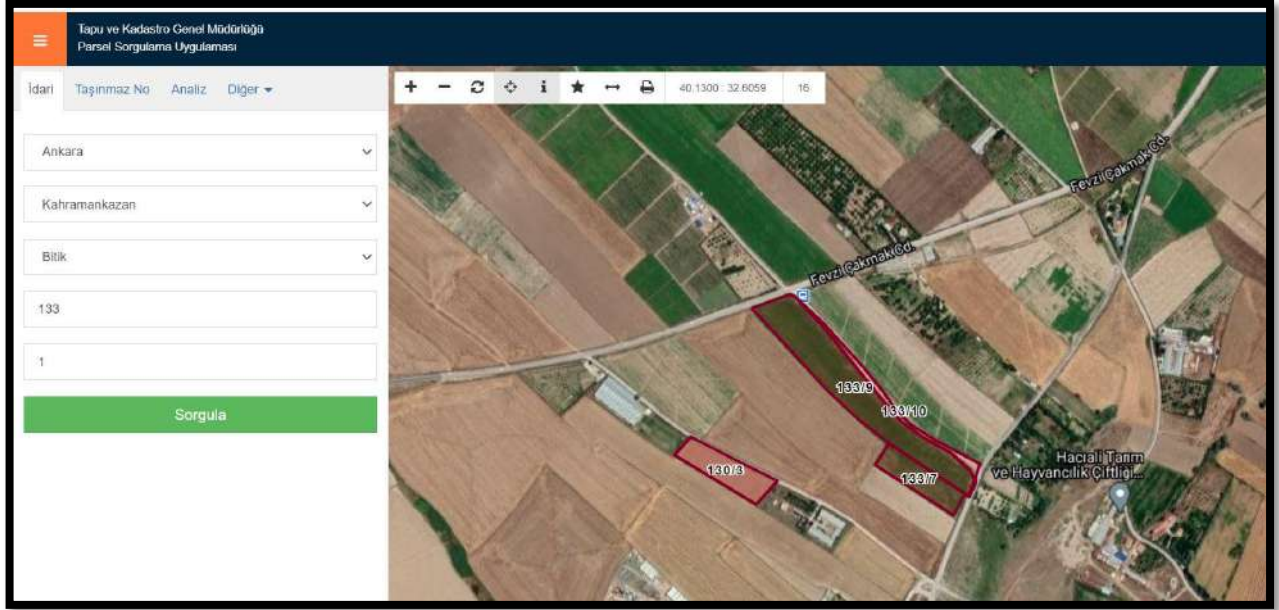 Tapu ve Kadastro Genel Müdürlüğü
Parsel Sorgulama Uygulaması
İdari Taşınmaz No Analiz Diğer
Ankara
Kahramankazan
Bitik
133
1
Sorgula
40.1300 : 32.6059 16
Fevzi Çakmak Cd.
Fevzi Çakmak Cd.
133/9
133/10
130/3
133/7
Hacıali Tarım
ve Hayvancılık Çiftliği...